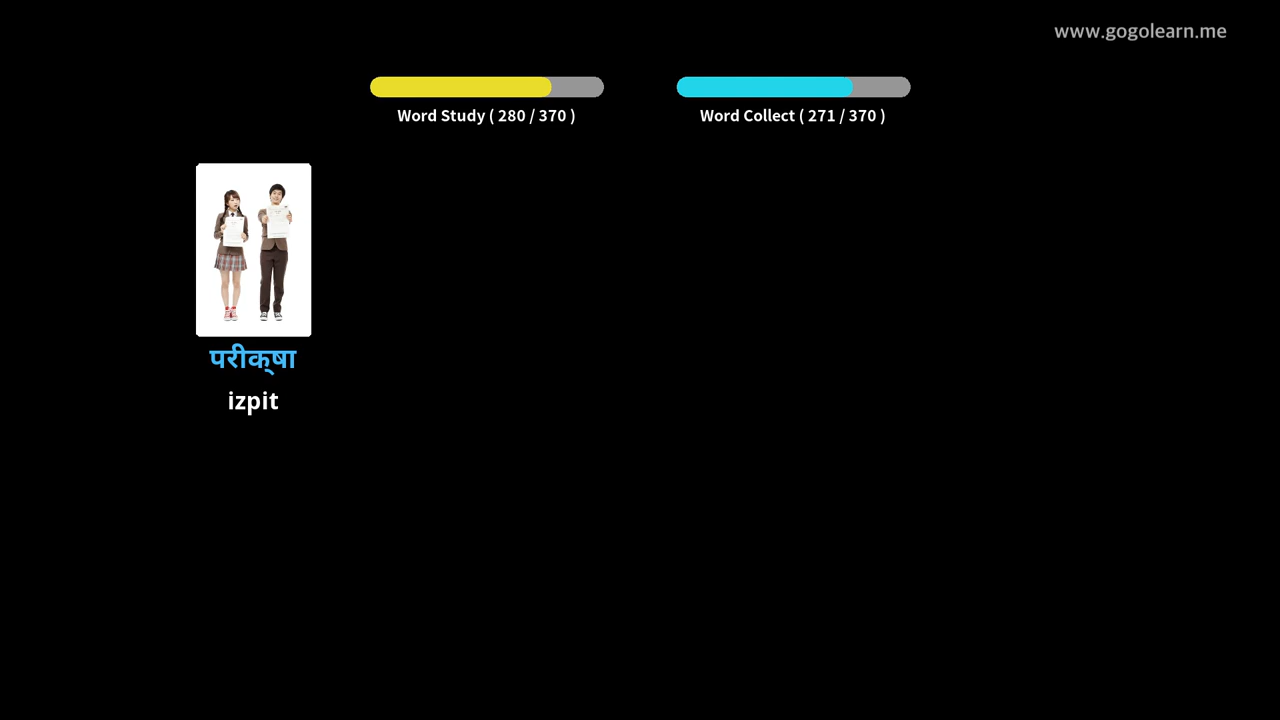 www.gogolearn.me
Word Study ( 280 / 370 )
Word Collect ( 271 / 370 )
परीक्‌षा
izpit